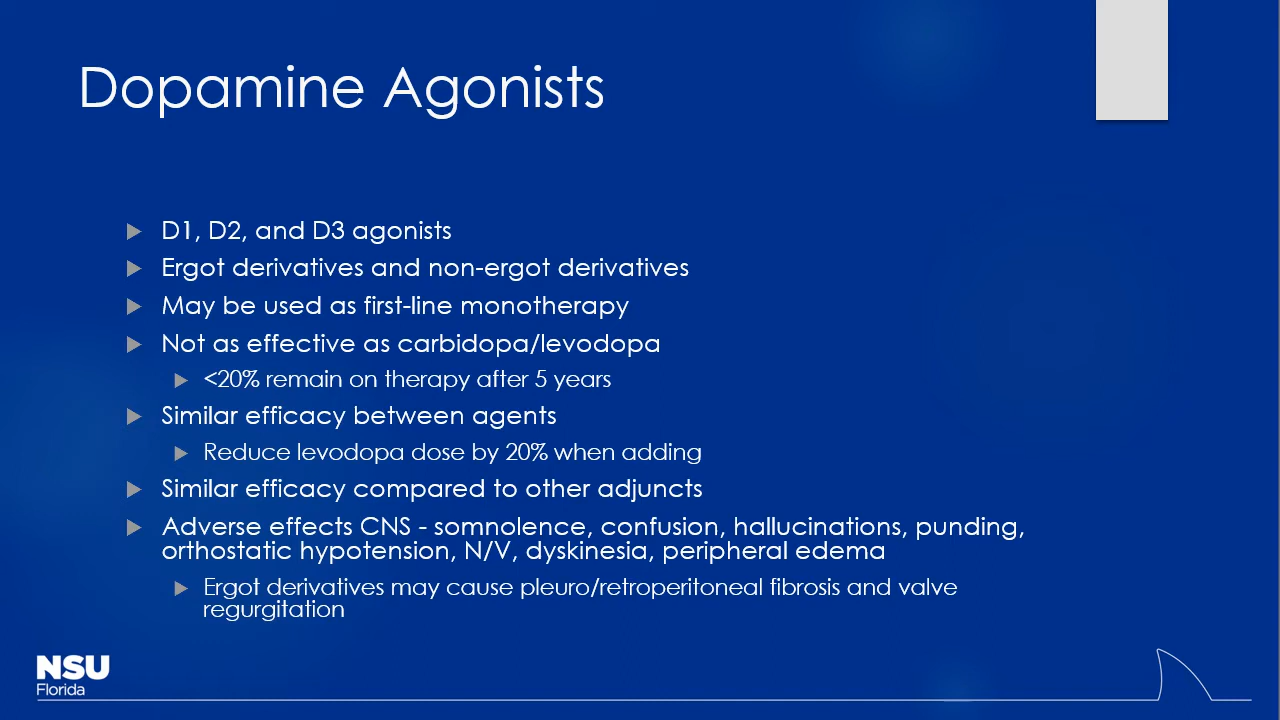 Dopamine Agonists
D1, D2, and D3 agonists
Ergot derivatives and non-ergot derivatives
May be used as first-line monotherapy
Not as effective as carbidopa/levodopa
<20% remain on therapy after 5 years
Similar efficacy between agents
Reduce levodopa dose by 20% when adding
Similar efficacy compared to other adjuncts
Adverse effects CNS - somnolence, confusion, hallucinations, punding,
orthostatic hypotension, N/V, dyskinesia, peripheral edema
Ergot derivatives may cause pleuro/retroperitoneal fibrosis and valve
regurgitation
NSU
Florida